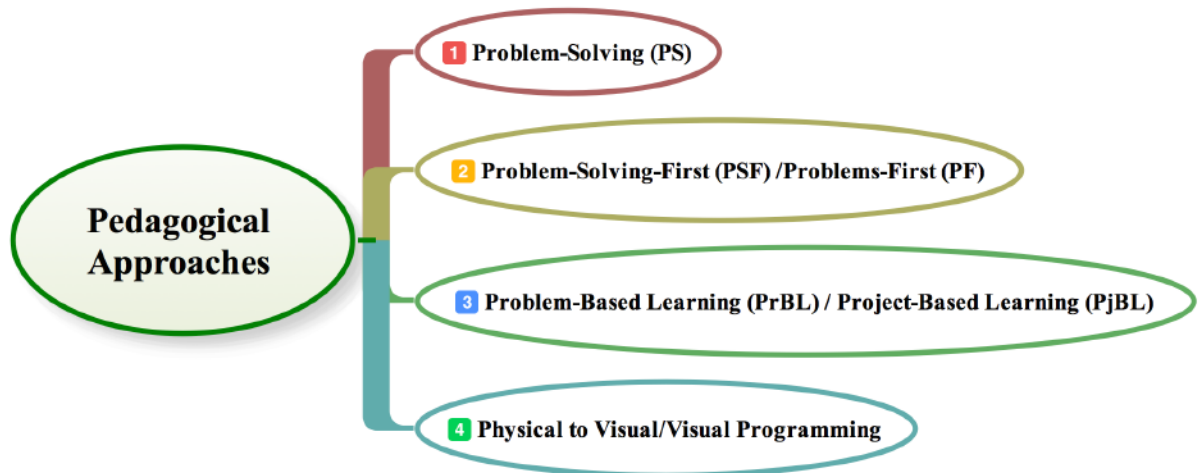 Pedagogical
Approaches
1 Problem-Solving (PS)
2 Problem-Solving-First (PSF) /Problems-First (PF)
3 Problem-Based Learning (PrBL) / Project-Based Learning (PjBL)
4 Physical to Visual/Visual Programming